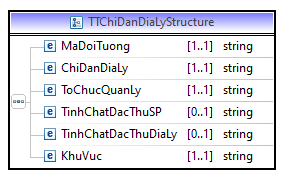 TTChiDanDiaLyStructure
e MaDoiTuong [1..1] string
e ChiDanDiaLy [1..1] string
e ToChucQuanLy [1..1] string
e TinhChatDacThuSP [0..1] string
e TinhChatDacThuDiaLy [0..1] string
e KhuVuc [1..1] string